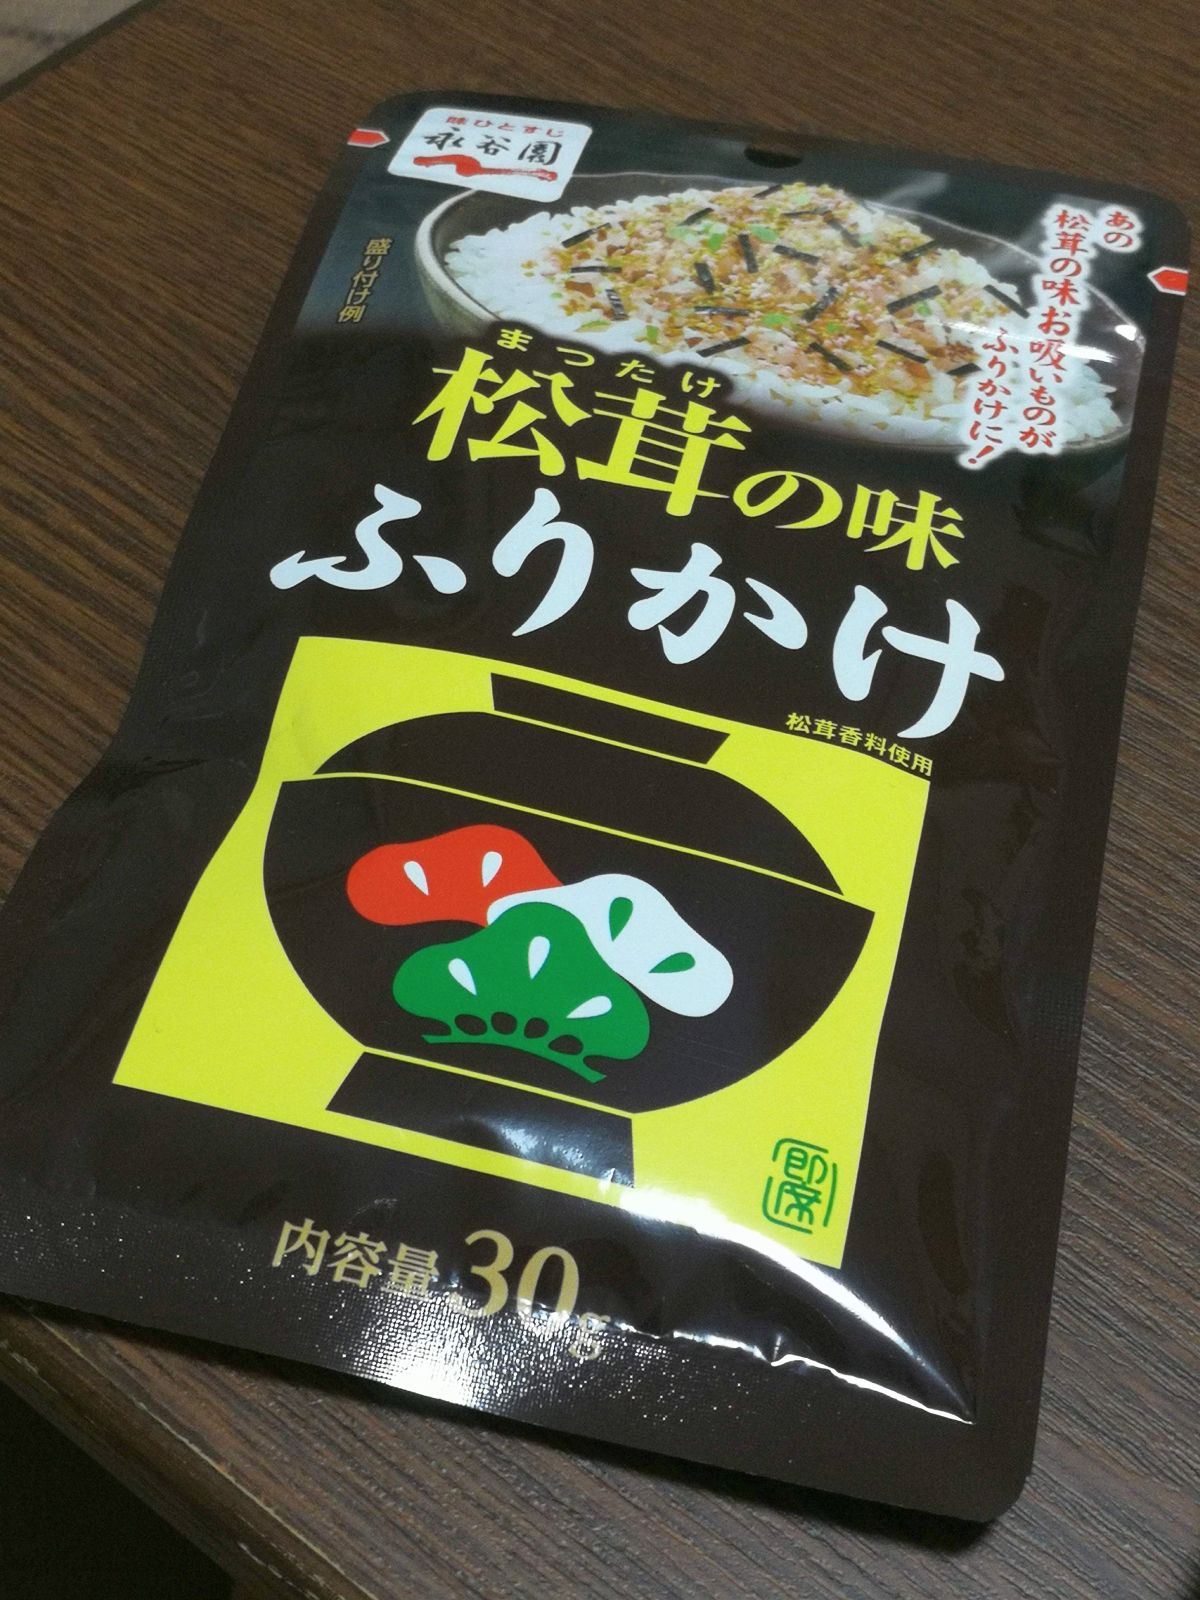 味ひとすじ
永谷園
あの
松茸の味お吸いものが
ふりかけに!
盛り付け例
まつたけ
松茸の味
ふりかけ
松茸香料使用
即席
内容量30g